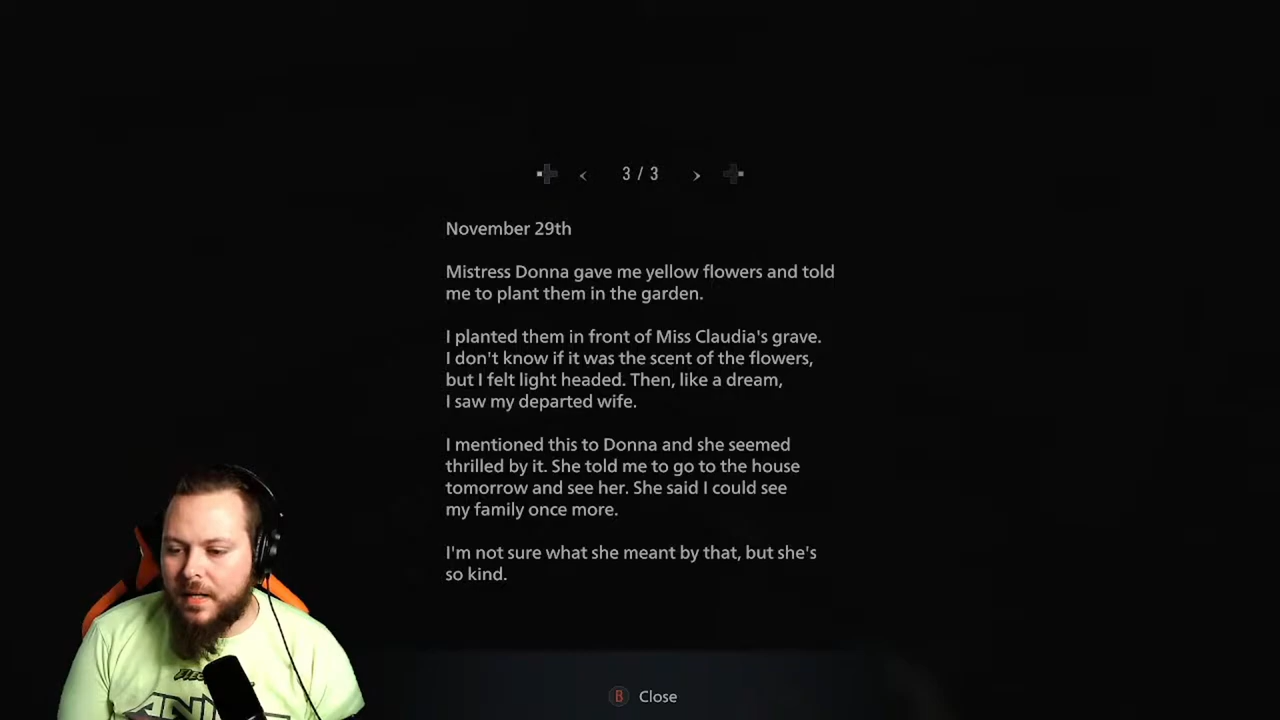 3 / 3
November 29th
Mistress Donna gave me yellow flowers and told
me to plant them in the garden.
I planted them in front of Miss Claudia's grave.
I don't know if it was the scent of the flowers,
but I felt light headed. Then, like a dream,
I saw my departed wife.
I mentioned this to Donna and she seemed
thrilled by it. She told me to go to the house
tomorrow and see her. She said I could see
my family once more.
I'm not sure what she meant by that, but she's
so kind.
B Close